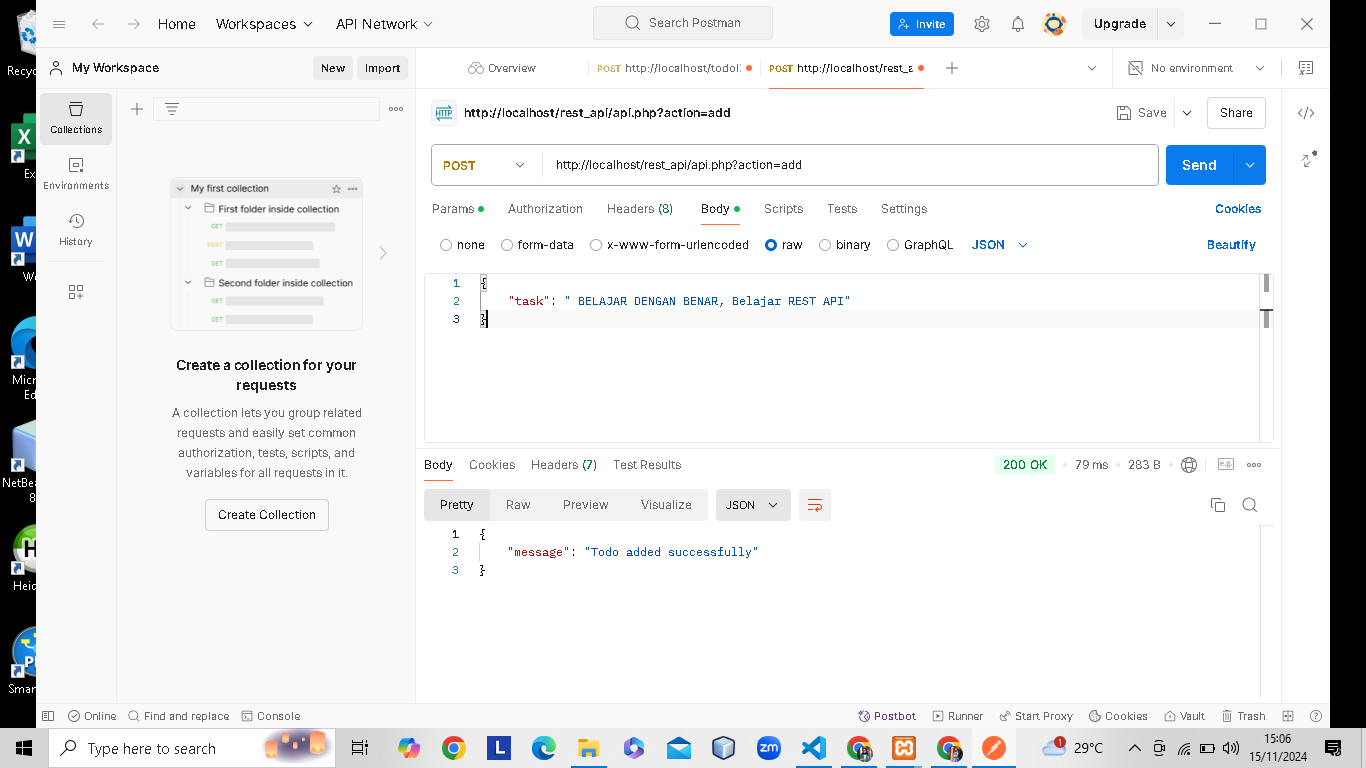 Home
Workspaces
API Network
Search Postman
Invite
Upgrade
Recyc
My Workspace
New
Import
Overview
POST http://localhost/todol
POST http://localhost/rest_a
No environment
Collections
http://localhost/rest_api/api.php?action=add
Save
Share
Ex
Environments
POST
http://localhost/rest_api/api.php?action=add
Send
My first collection
First folder inside collection
GET
POST
GET
Second folder inside collection
GET
GET
History
Params
Authorization
Headers (8)
Body
Scripts
Tests
Settings
Cookies
none
form-data
x-www-form-urlencoded
raw
binary
GraphQL
JSON
Beautify
Wo
1 {
2 "task": " BELAJAR DENGAN BENAR, Belajar REST API"
3 }
Create a collection for your
requests
Micr
Ed
A collection lets you group related
requests and easily set common
authorization, tests, scripts, and
variables for all requests in it.
Create Collection
NetBe
8
Body
Cookies
Headers (7)
Test Results
200 OK
79 ms
283 B
e.g.
Pretty
Raw
Preview
Visualize
JSON
1 {
2 "message": "Todo added successfully"
3 }
Heic
Smar
Online
Find and replace
Console
Postbot
Runner
Start Proxy
Cookies
Vault
Trash
Type here to search
29°C
15:06
15/11/2024